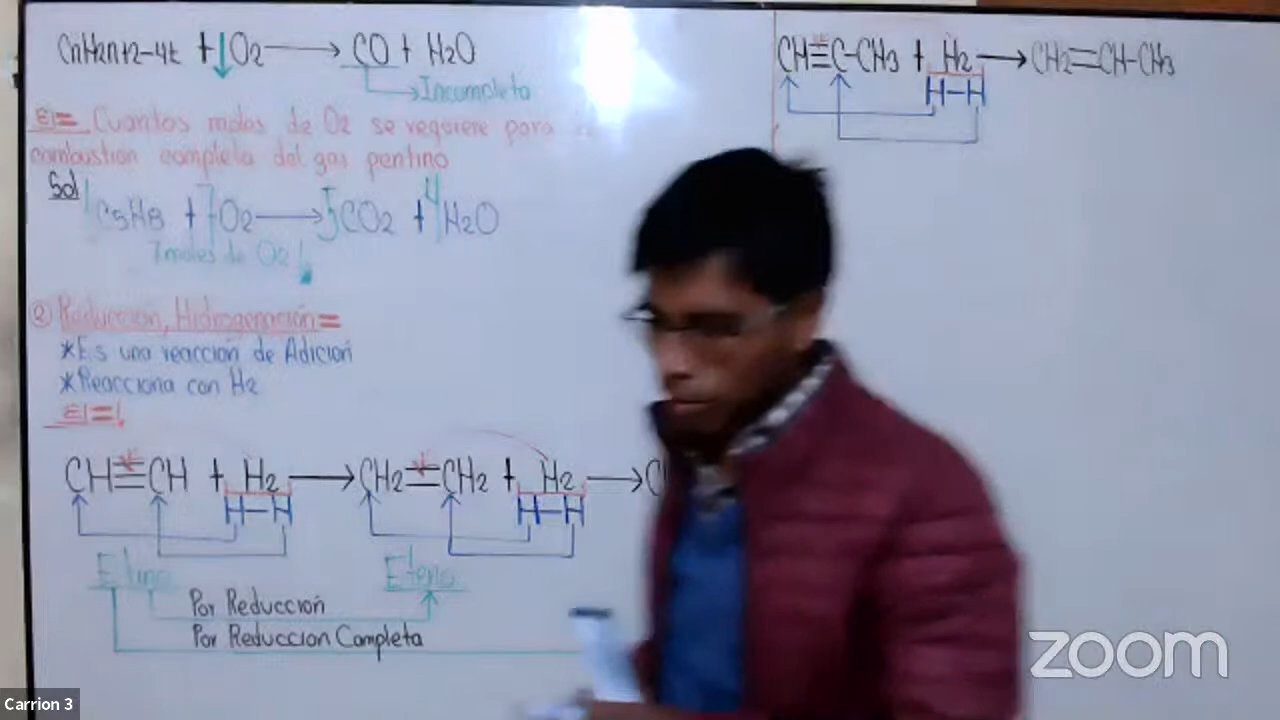 CnH2n+2-4t + ↓O2 → CO + H2O
Incompleta
Ej= Cuantos moles de O2 se requiere para
combustion completa del gas pentino
Sol
1 C5H8 + 7 O2 → 5 CO2 + 4 H2O
7 moles de O2!
② Reduccion, Hidrogenación=
*Es una reacción de Adición
*Reacciona con H2
Ej=!
CH≡CH + H2 → CH2=CH2 + H2 → C
H-H H-H
Etino Eteno
Por Reducción
Por Reduccion Completa
CH≡C-CH3 + H2 → CH2=CH-CH3
H-H
zoom
Carrion 3